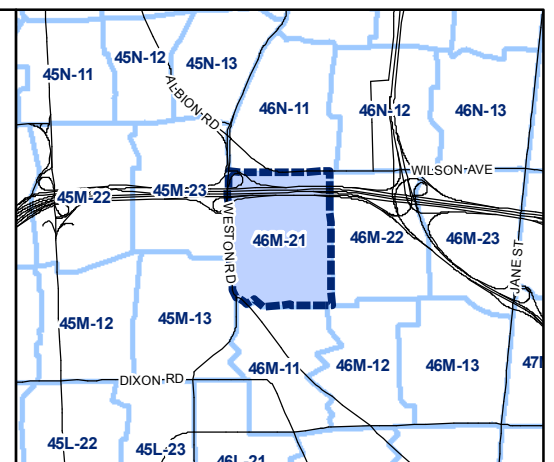 45N-11
45N-12
45N-13
46N-11
46N-12
46N-13
ALBION RD
WILSON AVE
45M-22
45M-23
WESTON RD
46M-21
46M-22
46M-23
JANE ST
45M-12
45M-13
46M-11
46M-12
46M-13
DIXON RD
45L-22
45L-23